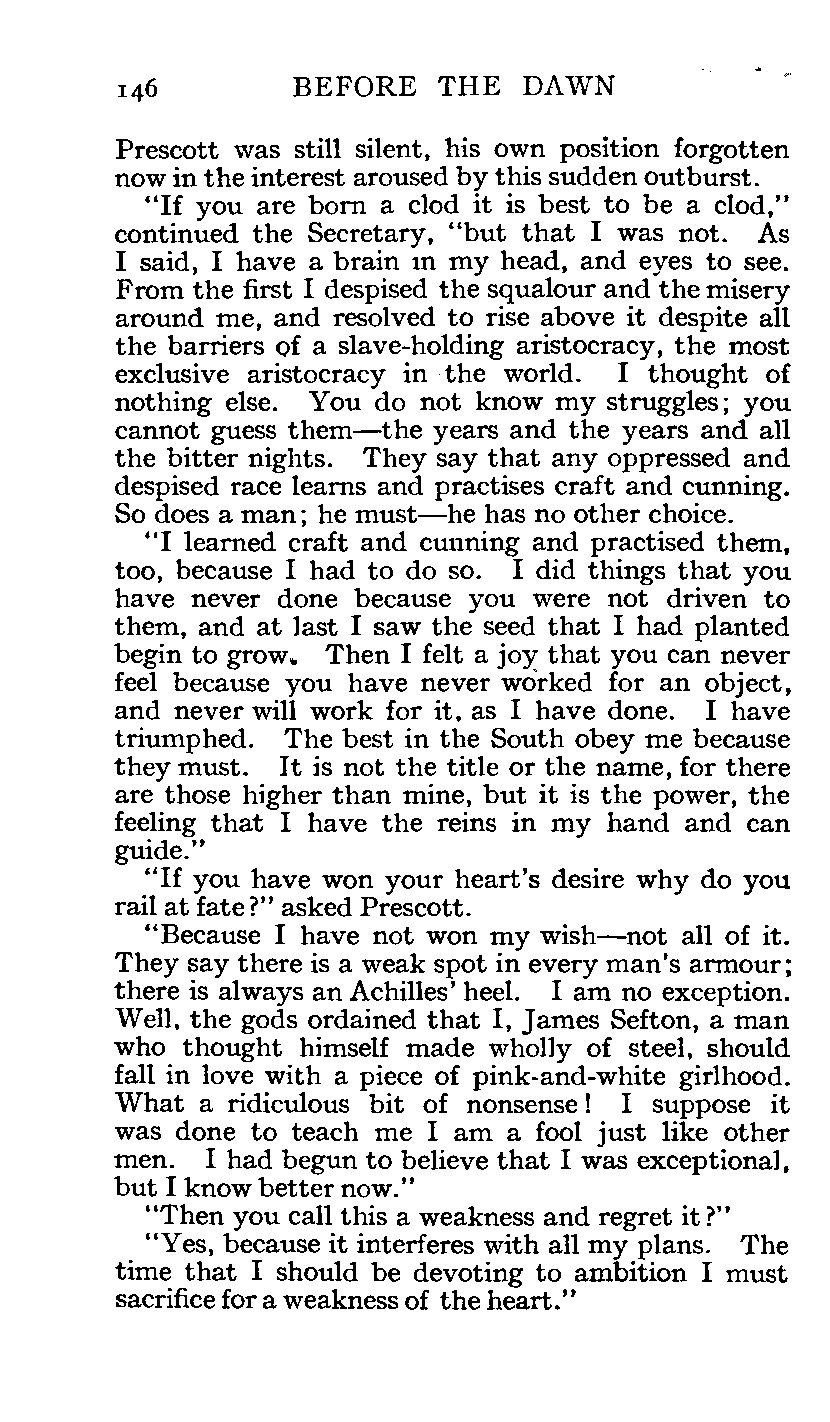 146 BEFORE THE DAWN
Prescott was still silent, his own position forgotten
now in the interest aroused by this sudden outburst.
"If you are born a clod it is best to be a clod,"
continued the Secretary, "but that I was not. As
I said, I have a brain in my head, and eyes to see.
From the first I despised the squalour and the misery
around me, and resolved to rise above it despite all
the barriers of a slave-holding aristocracy, the most
exclusive aristocracy in the world. I thought of
nothing else. You do not know my struggles; you
cannot guess them—the years and the years and all
the bitter nights. They say that any oppressed and
despised race learns and practises craft and cunning.
So does a man; he must—he has no other choice.
"I learned craft and cunning and practised them,
too, because I had to do so. I did things that you
have never done because you were not driven to
them, and at last I saw the seed that I had planted
begin to grow. Then I felt a joy that you can never
feel because you have never worked for an object,
and never will work for it, as I have done. I have
triumphed. The best in the South obey me because
they must. It is not the title or the name, for there
are those higher than mine, but it is the power, the
feeling that I have the reins in my hand and can
guide."
"If you have won your heart's desire why do you
rail at fate?" asked Prescott.
"Because I have not won my wish—not all of it.
They say there is a weak spot in every man's armour;
there is always an Achilles' heel. I am no exception.
Well, the gods ordained that I, James Sefton, a man
who thought himself made wholly of steel, should
fall in love with a piece of pink-and-white girlhood.
What a ridiculous bit of nonsense! I suppose it
was done to teach me I am a fool just like other
men. I had begun to believe that I was exceptional,
but I know better now."
"Then you call this a weakness and regret it?"
"Yes, because it interferes with all my plans. The
time that I should be devoting to ambition I must
sacrifice for a weakness of the heart."